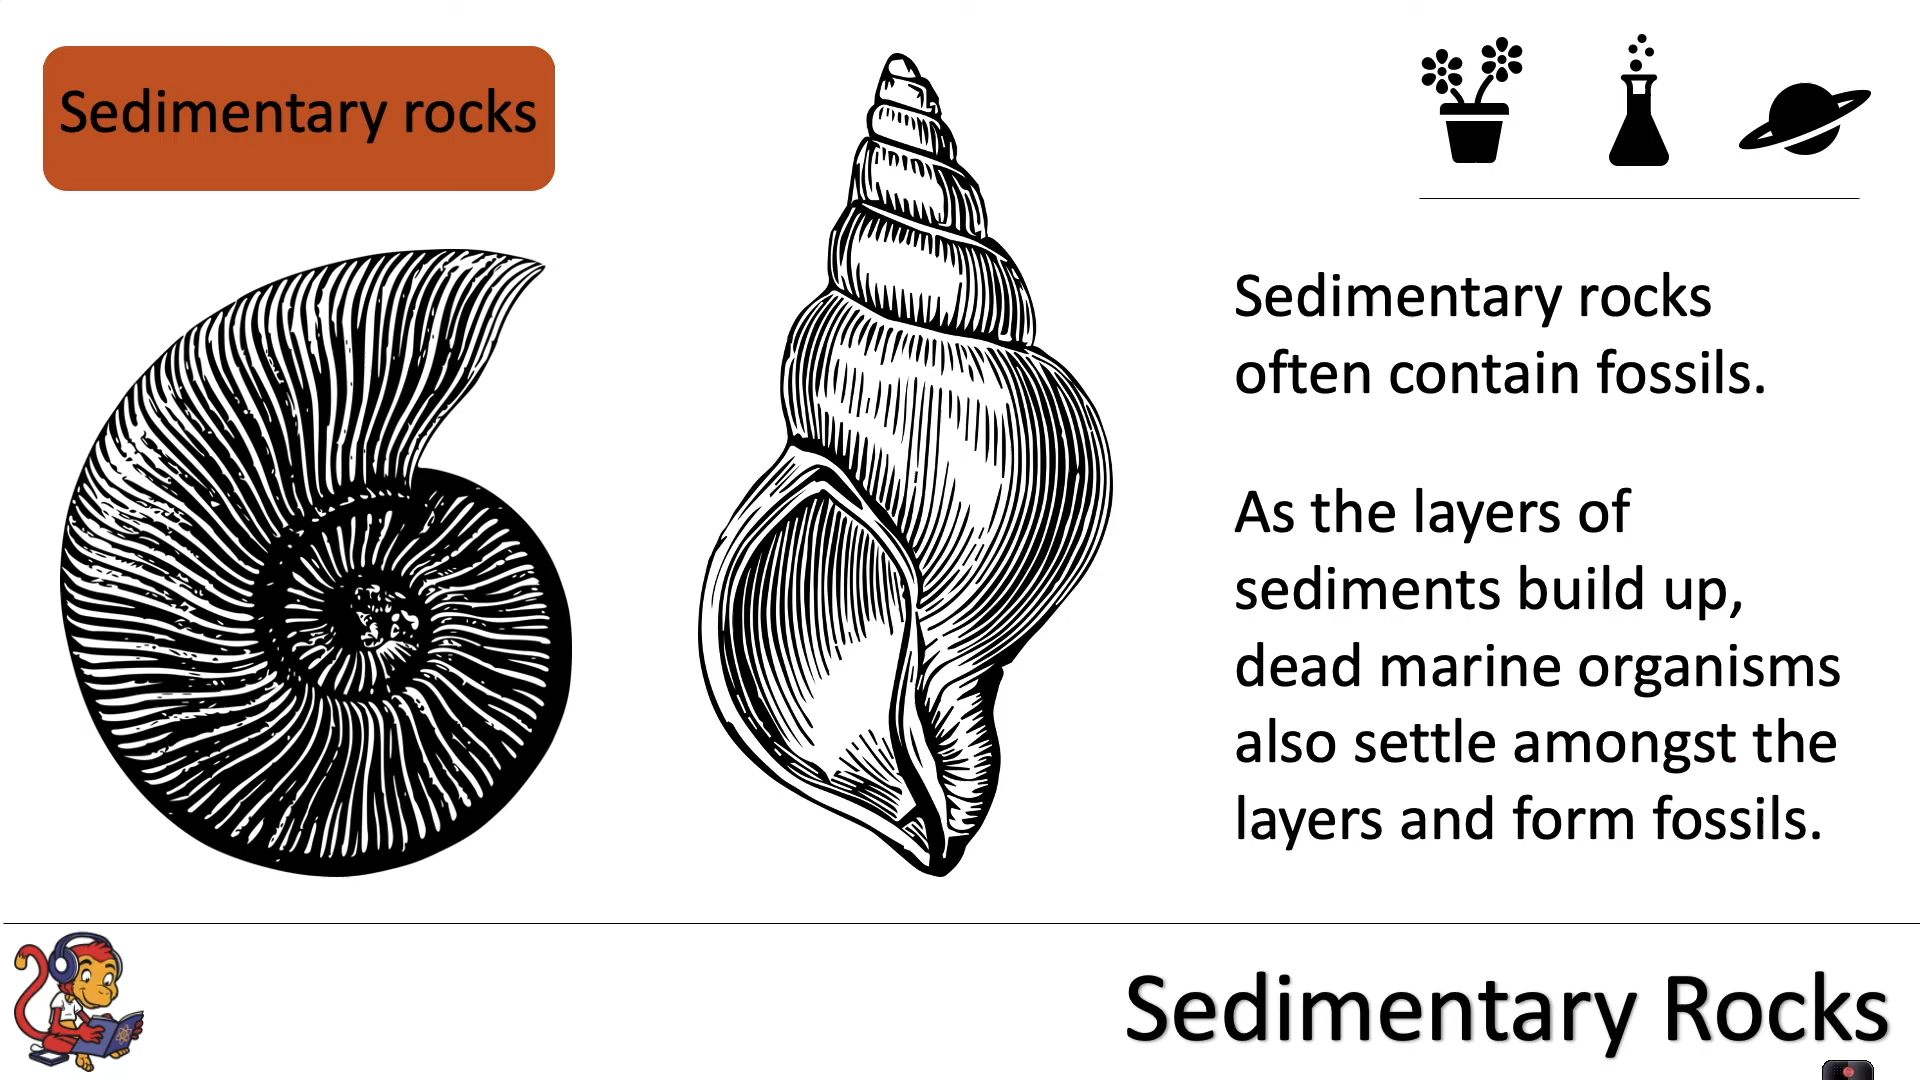 Sedimentary rocks
Sedimentary rocks
often contain fossils.
As the layers of
sediments build up,
dead marine organisms
also settle amongst the
layers and form fossils.
Sedimentary Rocks